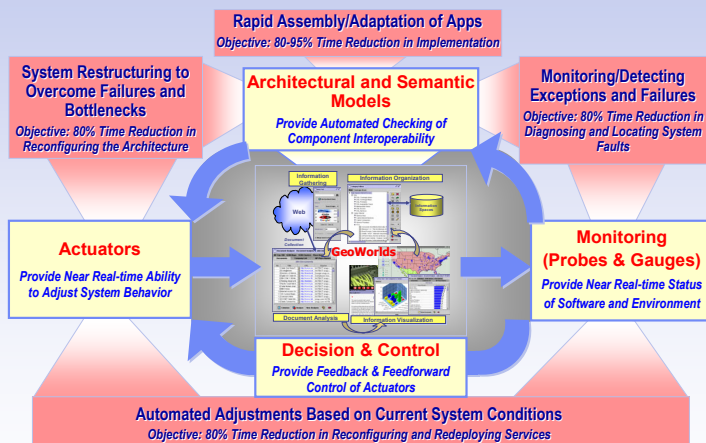 Rapid Assembly/Adaptation of Apps
Objective: 80-95% Time Reduction in Implementation
System Restructuring to
Overcome Failures and
Bottlenecks
Objective: 80% Time Reduction in
Reconfiguring the Architecture
Architectural and Semantic
Models
Provide Automated Checking of
Component Interoperability
Monitoring/Detecting
Exceptions and Failures
Objective: 80% Time Reduction in
Diagnosing and Locating System
Faults
Information
Gathering
Information Organization
Web
Information
Document
Collection
GeoWorlds
Document Analysis
Information Visualization
Actuators
Provide Near Real-time Ability
to Adjust System Behavior
Monitoring
(Probes & Gauges)
Provide Near Real-time Status
of Software and Environment
Decision & Control
Provide Feedback & Feedforward
Control of Actuators
Automated Adjustments Based on Current System Conditions
Objective: 80% Time Reduction in Reconfiguring and Redeploying Services